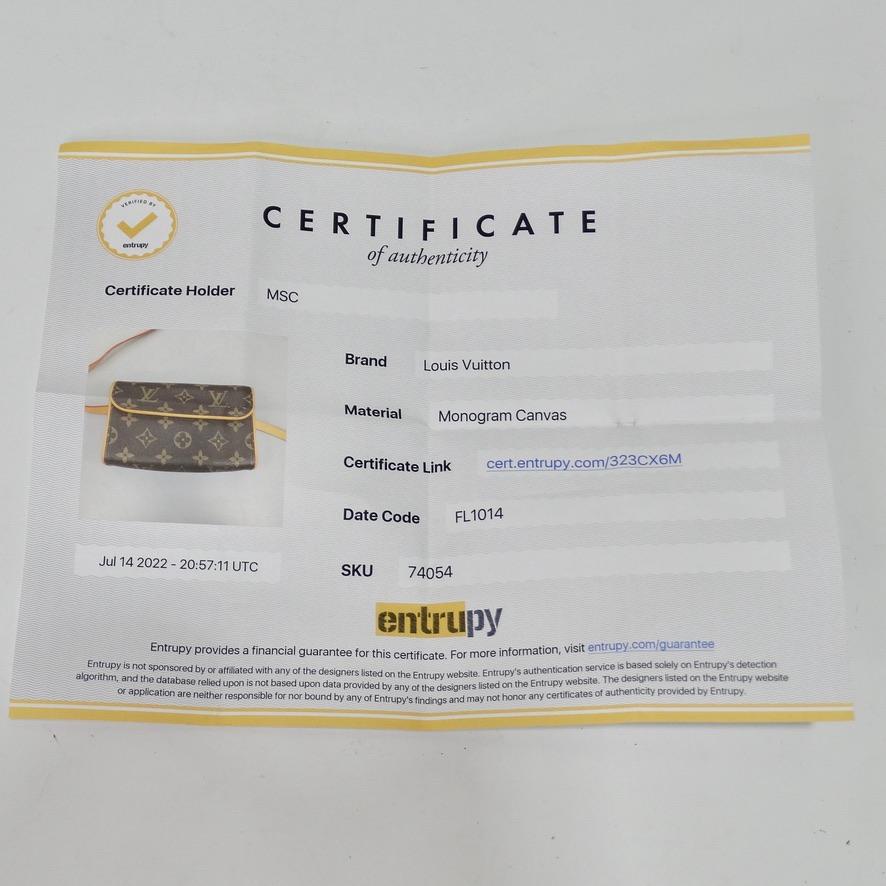 VERIFIED BY
entrupy
CERTIFICATE
of authenticity
Certificate Holder MSC
Brand Louis Vuitton
Material Monogram Canvas
Certificate Link cert.entrupy.com/323CX6M
Date Code FL1014
Jul 14 2022 - 20:57:11 UTC
SKU 74054
entrupy
Entrupy provides a financial guarantee for this certificate. For more information, visit entrupy.com/guarantee
Entrupy is not sponsored by or affiliated with any of the designers listed on the Entrupy website. Entrupy's authentication service is based solely on Entrupy's detection
algorithm, and the database relied upon is not based upon data provided by any of the designers listed on the Entrupy website. The designers listed on the Entrupy website
or application are neither responsible for nor bound by any of Entrupy's findings and may not honor any certificates of authenticity provided by Entrupy.